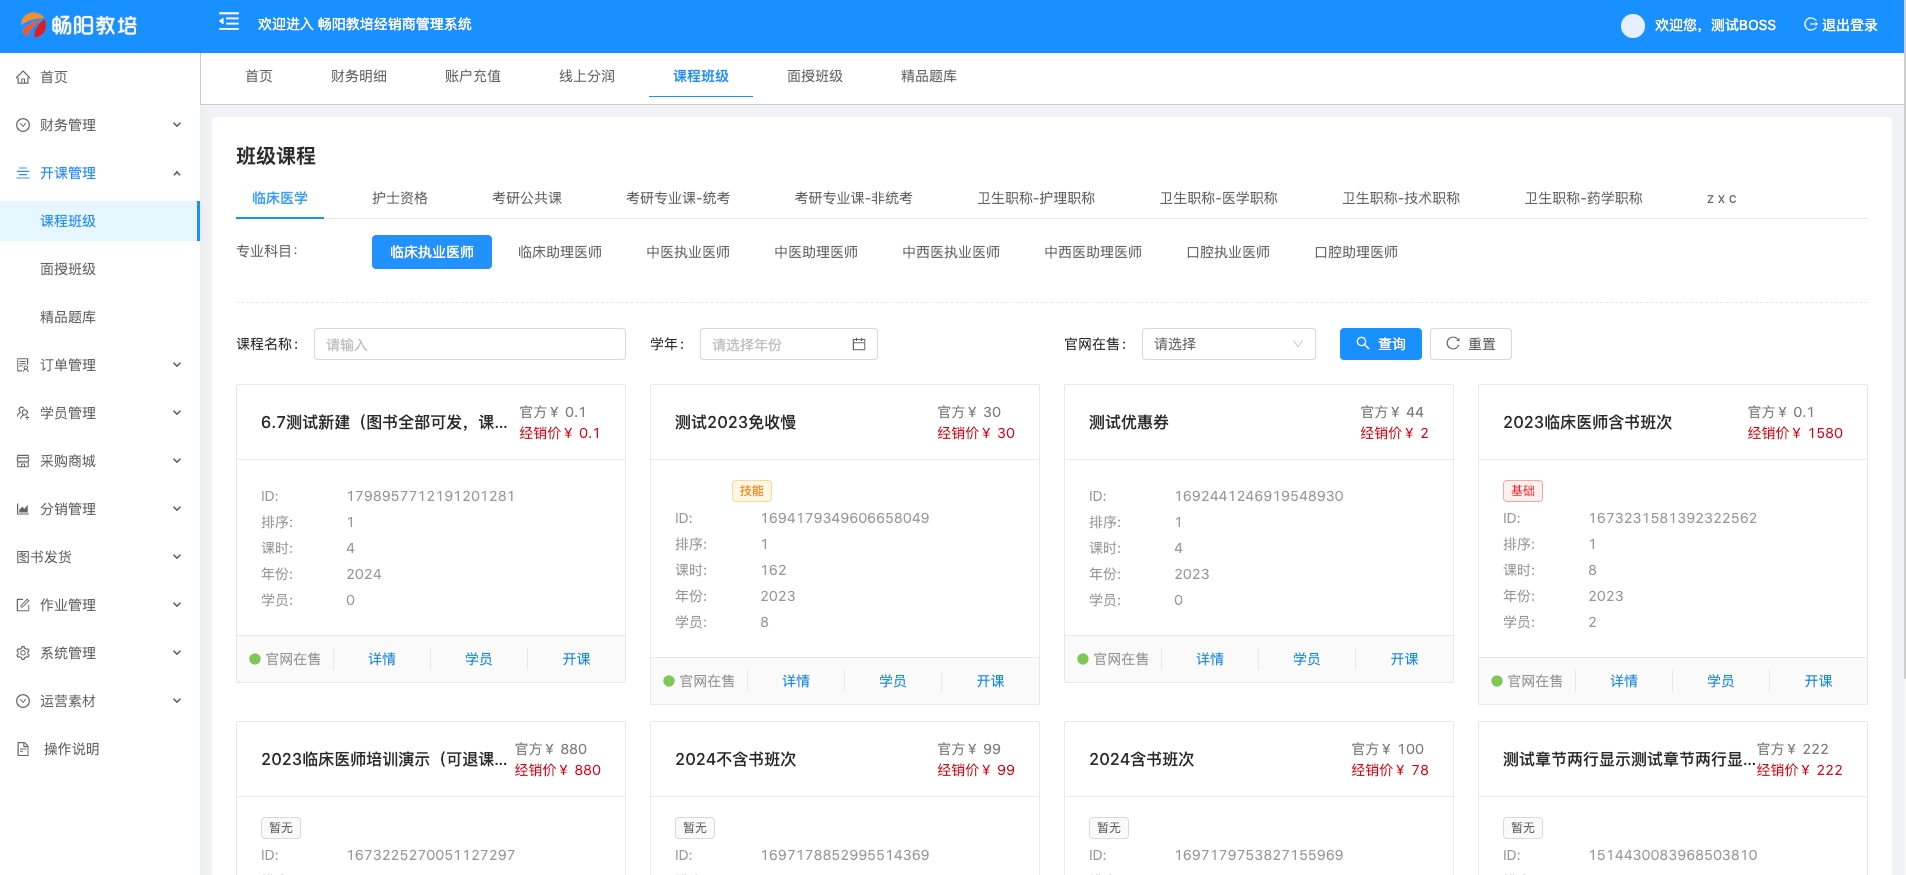 畅阳教培
欢迎进入 畅阳教培经销商管理系统
欢迎您，测试BOSS
退出登录
首页
财务管理
开课管理
课程班级
面授班级
精品题库
订单管理
学员管理
采购商城
分销管理
图书发货
作业管理
系统管理
运营素材
操作说明
首页 财务明细 账户充值 线上分润 课程班级 面授班级 精品题库
班级课程
临床医学 护士资格 考研公共课 考研专业课-统考 考研专业课-非统考 卫生职称-护理职称 卫生职称-医学职称 卫生职称-技术职称 卫生职称-药学职称 z x c
专业科目： 临床执业医师 临床助理医师 中医执业医师 中医助理医师 中西医执业医师 中西医助理医师 口腔执业医师 口腔助理医师
课程名称： 请输入 学年： 请选择年份 官网在售： 请选择 查询 重置
6.7测试新建（图书全部可发，课...
官方￥ 0.1
经销价￥ 0.1
ID: 1798957712191201281
排序: 1
课时: 4
年份: 2024
学员: 0
官网在售 详情 学员 开课
测试2023免收慢
官方￥ 30
经销价￥ 30
技能
ID: 1694179349606658049
排序: 1
课时: 162
年份: 2023
学员: 8
官网在售 详情 学员 开课
测试优惠券
官方￥ 44
经销价￥ 2
ID: 1692441246919548930
排序: 1
课时: 4
年份: 2023
学员: 0
官网在售 详情 学员 开课
2023临床医师含书班次
官方￥ 0.1
经销价￥ 1580
基础
ID: 1673231581392322562
排序: 1
课时: 8
年份: 2023
学员: 2
官网在售 详情 学员 开课
2023临床医师培训演示（可退课...
官方￥ 880
经销价￥ 880
暂无
ID: 1673225270051127297
2024不含书班次
官方￥ 99
经销价￥ 99
暂无
ID: 1697178852995514369
2024含书班次
官方￥ 100
经销价￥ 78
暂无
ID: 1697179753827155969
测试章节两行显示测试章节两行显...
官方￥ 222
经销价￥ 222
暂无
ID: 1514430083968503810